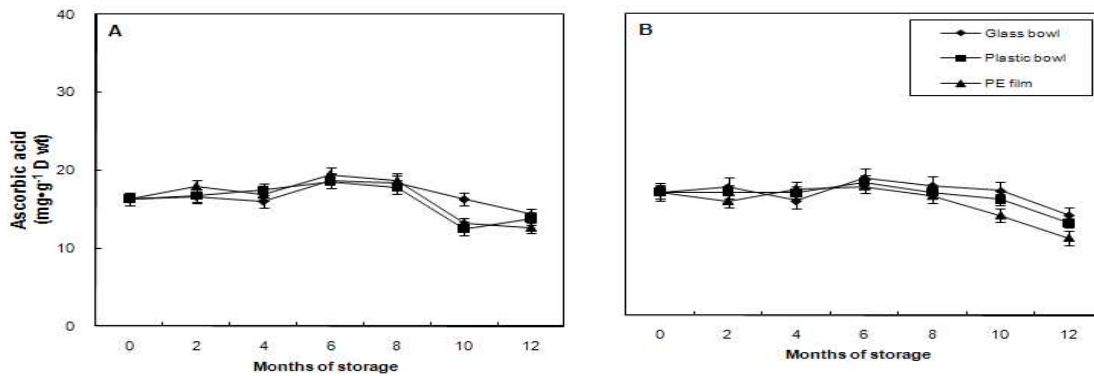 A
B
40
30
20
10
0
Ascorbic acid
(mg•g⁻¹ D wt)
Glass bowl
Plastic bowl
PE film
0 2 4 6 8 10 12
Months of storage
0 2 4 6 8 10 12
Months of storage